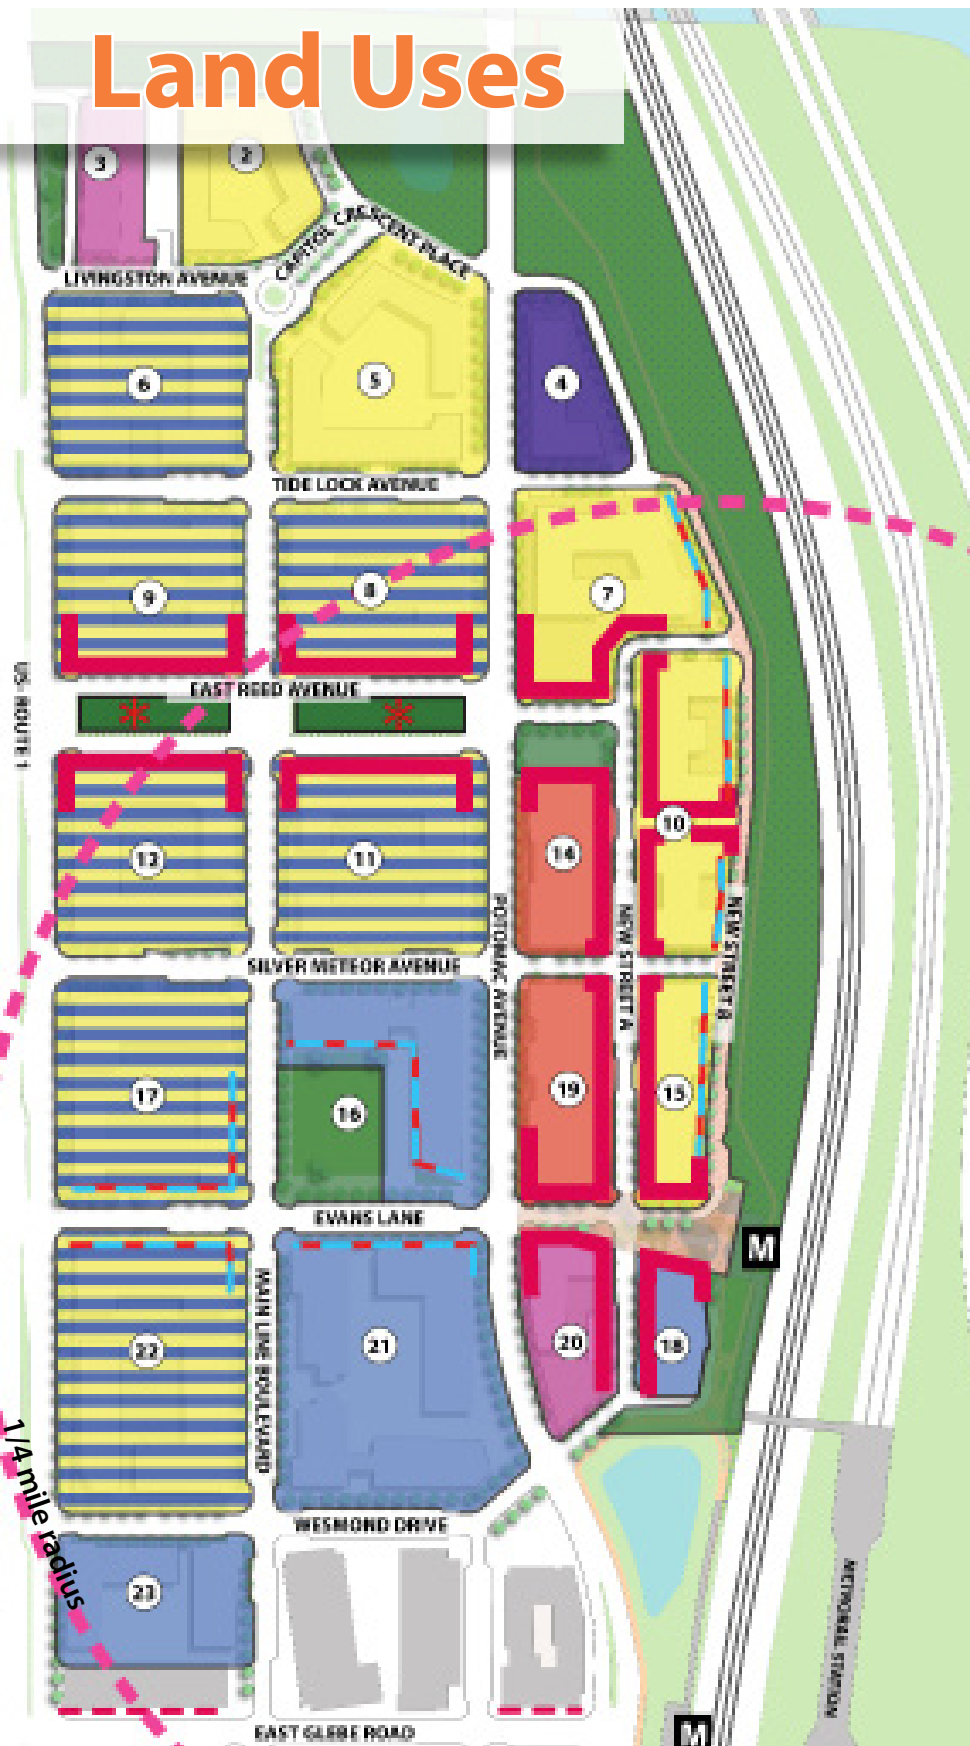 Land Uses
3
2
CAPITOL CRESCENT PLACE
LIVINGSTON AVENUE
6
5
4
TIDE LOCK AVENUE
9
8
7
EAST REED AVENUE
US- ROUTE 1
10
13
11
14
POTOMAC AVENUE
NEW STREET A
NEW STREET B
SILVER METEOR AVENUE
17
16
19
15
EVANS LANE
M
22
21
20
18
MAIN LINE BOULEVARD
1/4 mile radius
WESMOND DRIVE
23
NATIONAL STATION
M
EAST GLEBE ROAD